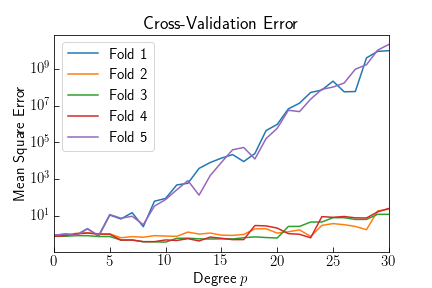 Cross-Validation Error
Mean Square Error
10^9
10^7
10^5
10^3
10^1
Fold 1
Fold 2
Fold 3
Fold 4
Fold 5
0 5 10 15 20 25 30
Degree p